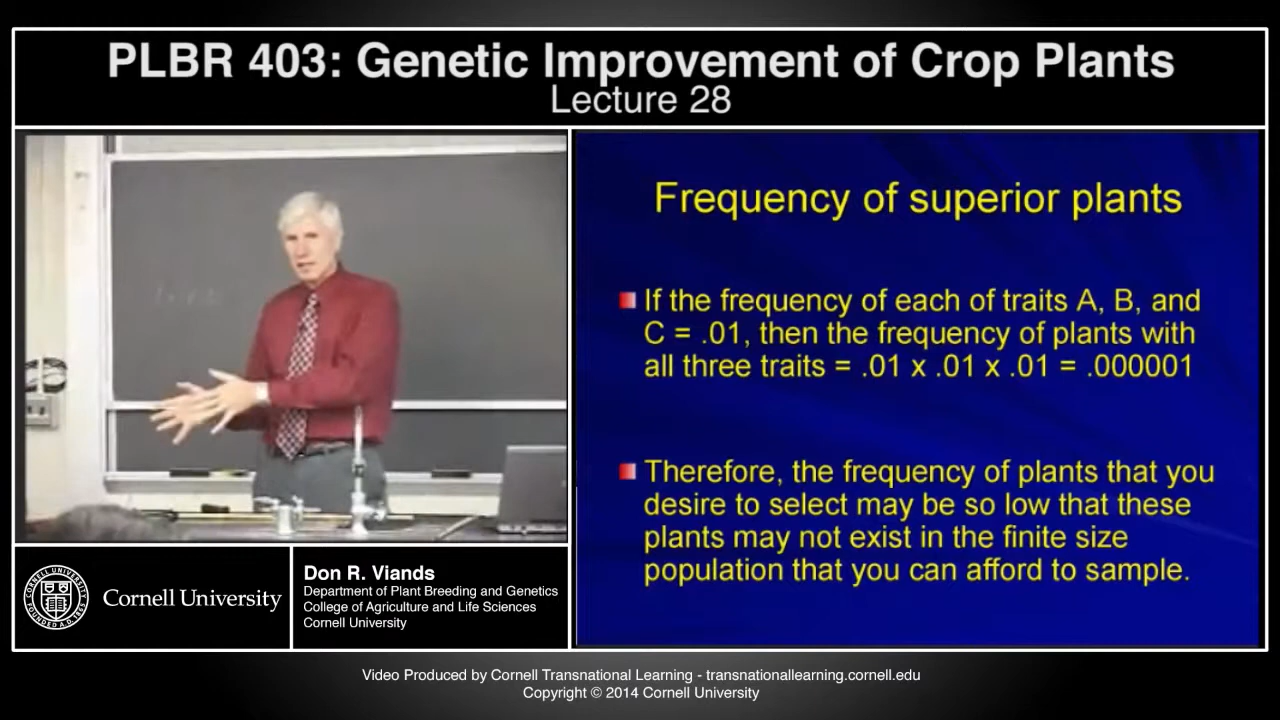 PLBR 403: Genetic Improvement of Crop Plants
Lecture 28
Frequency of superior plants
If the frequency of each of traits A, B, and
C = .01, then the frequency of plants with
all three traits = .01 x .01 x .01 = .000001
Therefore, the frequency of plants that you
desire to select may be so low that these
plants may not exist in the finite size
population that you can afford to sample.
Cornell University
Don R. Viands
Department of Plant Breeding and Genetics
College of Agriculture and Life Sciences
Cornell University
Video Produced by Cornell Transnational Learning - transnationallearning.cornell.edu
Copyright © 2014 Cornell University